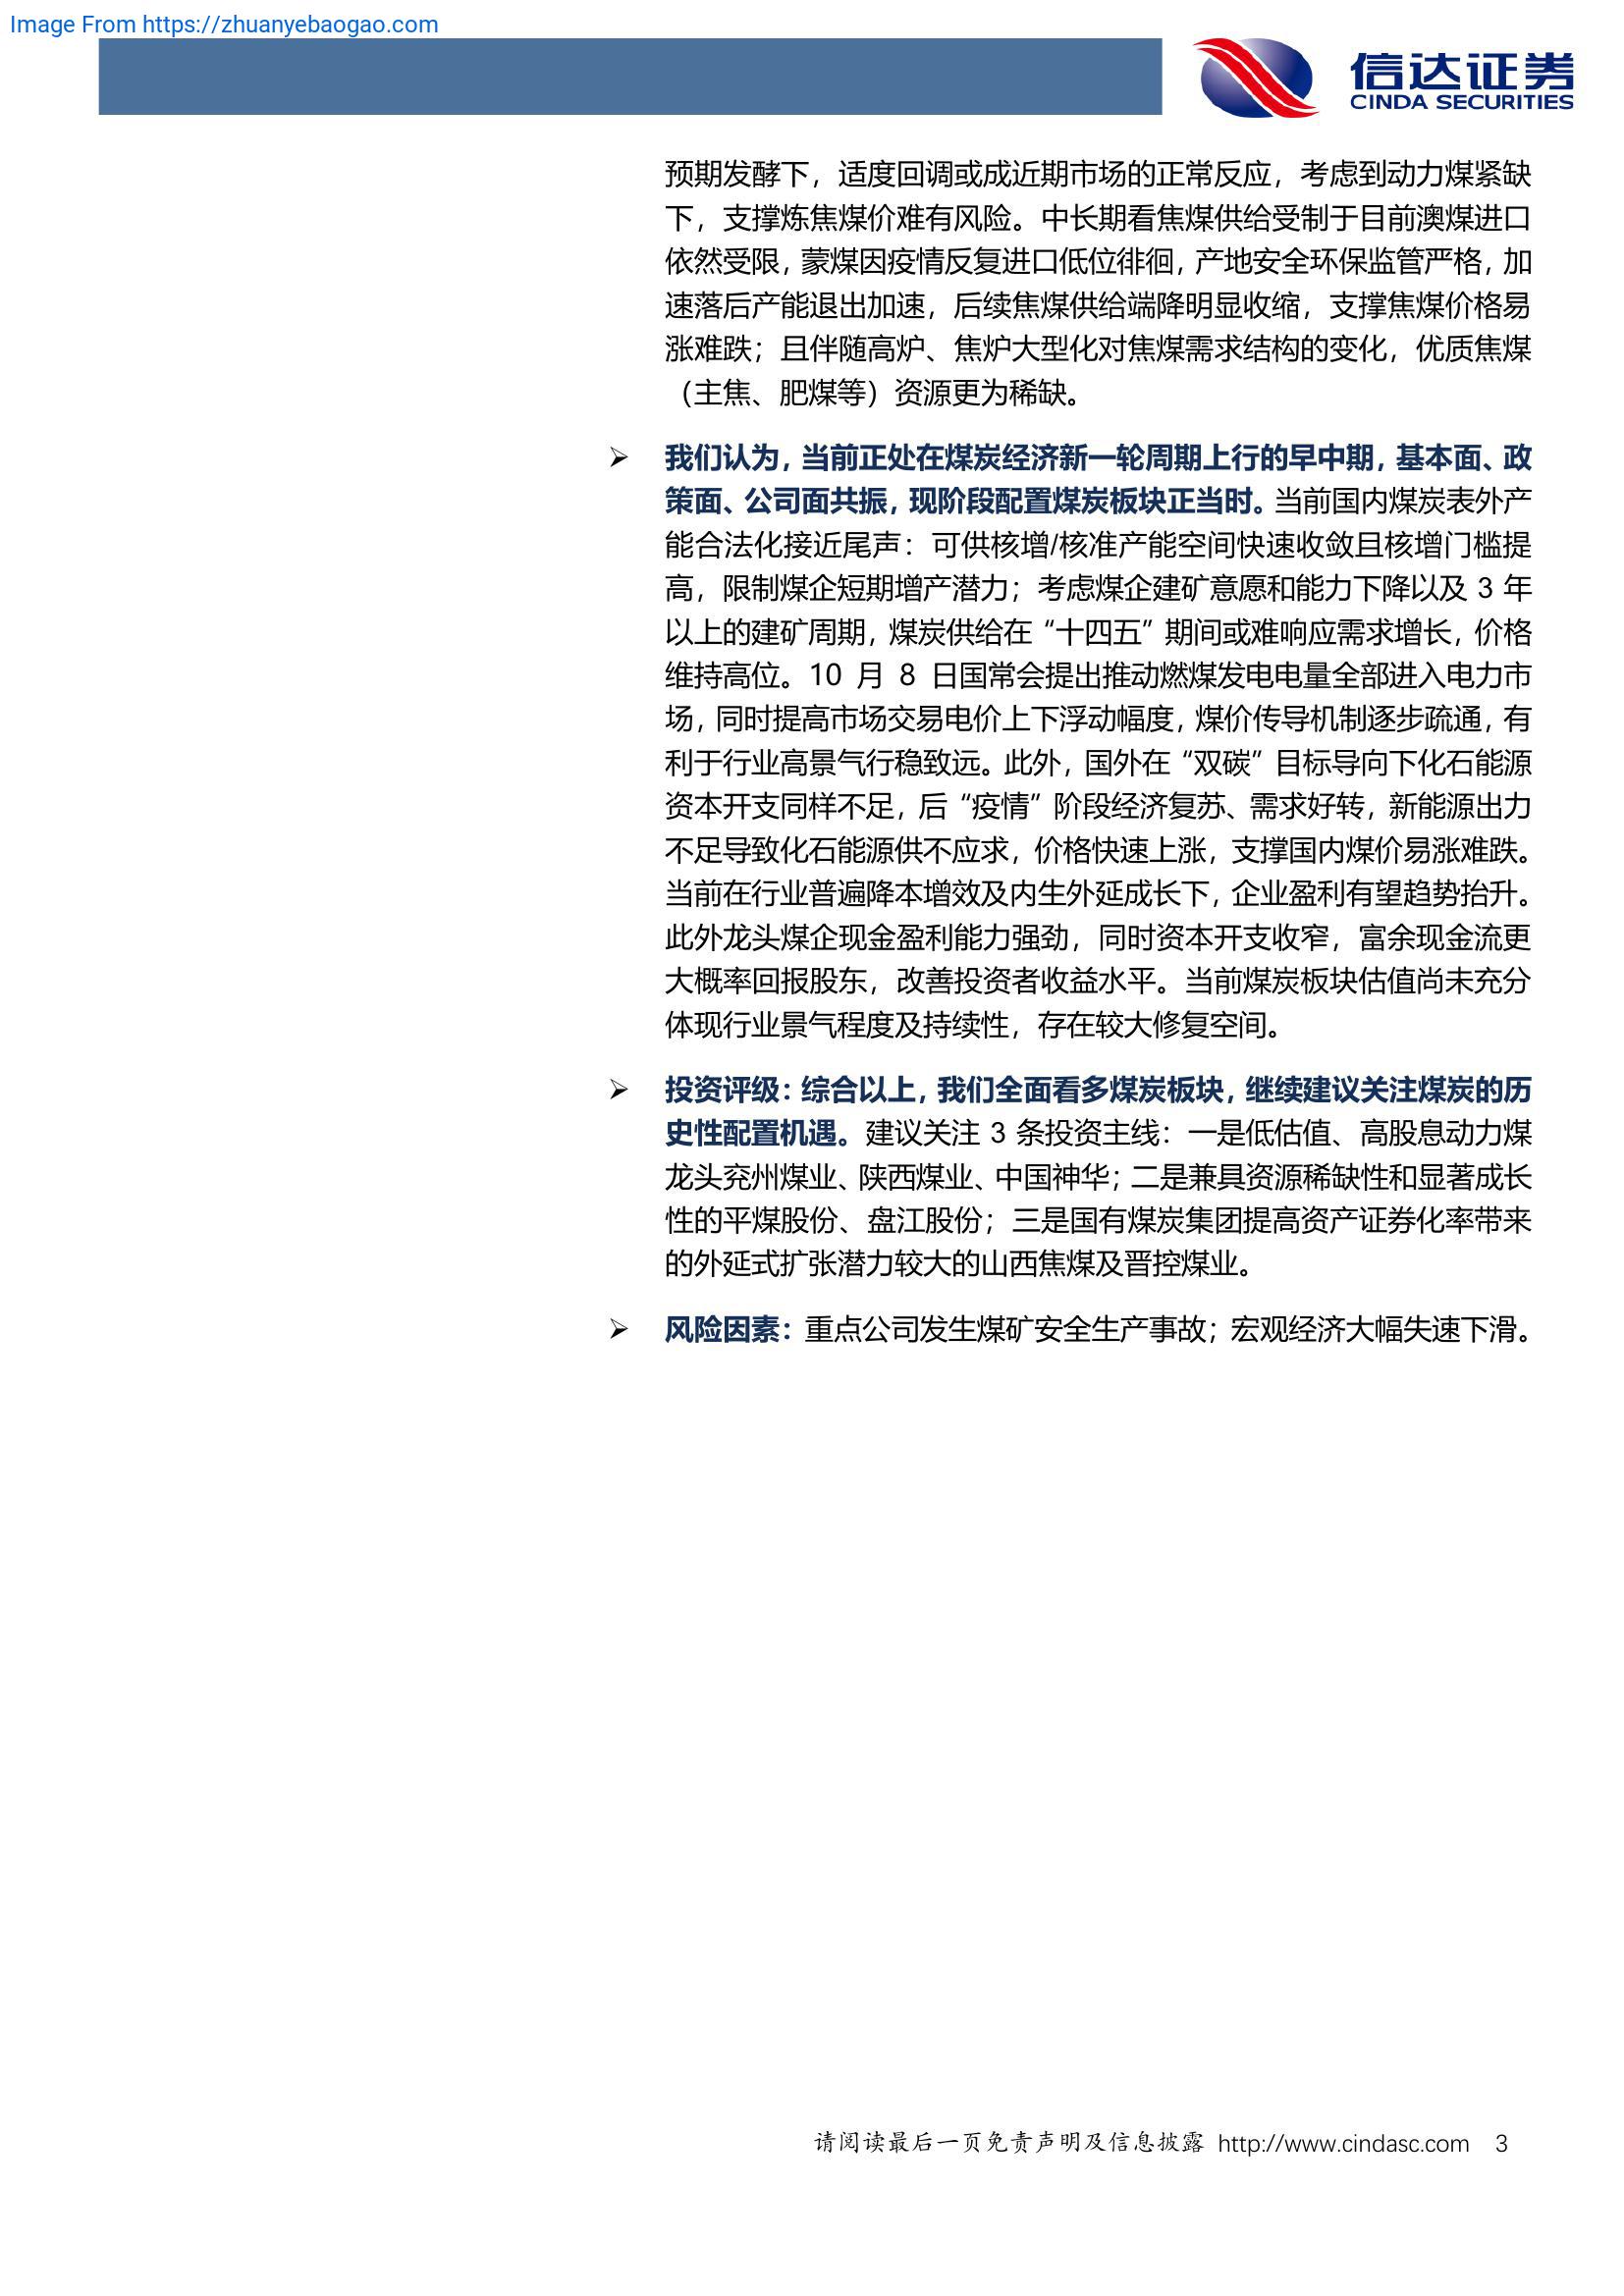 Image From https://zhuanyebaogao.com
信达证券
CINDA SECURITIES
预期发酵下，适度回调或成近期市场的正常反应，考虑到动力煤紧缺
下，支撑炼焦煤价难有风险。中长期看焦煤供给受制于目前澳煤进口
依然受限，蒙煤因疫情反复进口低位徘徊，产地安全环保监管严格，加
速落后产能退出加速，后续焦煤供给端降明显收缩，支撑焦煤价格易
涨难跌；且伴随高炉、焦炉大型化对焦煤需求结构的变化，优质焦煤
（主焦、肥煤等）资源更为稀缺。
➢ 我们认为，当前正处在煤炭经济新一轮周期上行的早中期，基本面、政
策面、公司面共振，现阶段配置煤炭板块正当时。当前国内煤炭表外产
能合法化接近尾声：可供核增/核准产能空间快速收敛且核增门槛提
高，限制煤企短期增产潜力；考虑煤企建矿意愿和能力下降以及 3 年
以上的建矿周期，煤炭供给在“十四五”期间或难响应需求增长，价格
维持高位。10 月 8 日国常会提出推动燃煤发电电量全部进入电力市
场，同时提高市场交易电价上下浮动幅度，煤价传导机制逐步疏通，有
利于行业高景气行稳致远。此外，国外在“双碳”目标导向下化石能源
资本开支同样不足，后“疫情”阶段经济复苏、需求好转，新能源出力
不足导致化石能源供不应求，价格快速上涨，支撑国内煤价易涨难跌。
当前在行业普遍降本增效及内生外延成长下，企业盈利有望趋势抬升。
此外龙头煤企现金盈利能力强劲，同时资本开支收窄，富余现金流更
大概率回报股东，改善投资者收益水平。当前煤炭板块估值尚未充分
体现行业景气程度及持续性，存在较大修复空间。
➢ 投资评级：综合以上，我们全面看多煤炭板块，继续建议关注煤炭的历
史性配置机遇。建议关注 3 条投资主线：一是低估值、高股息动力煤
龙头兖州煤业、陕西煤业、中国神华；二是兼具资源稀缺性和显著成长
性的平煤股份、盘江股份；三是国有煤炭集团提高资产证券化率带来
的外延式扩张潜力较大的山西焦煤及晋控煤业。
➢ 风险因素：重点公司发生煤矿安全生产事故；宏观经济大幅失速下滑。
请阅读最后一页免责声明及信息披露 http://www.cindasc.com 3